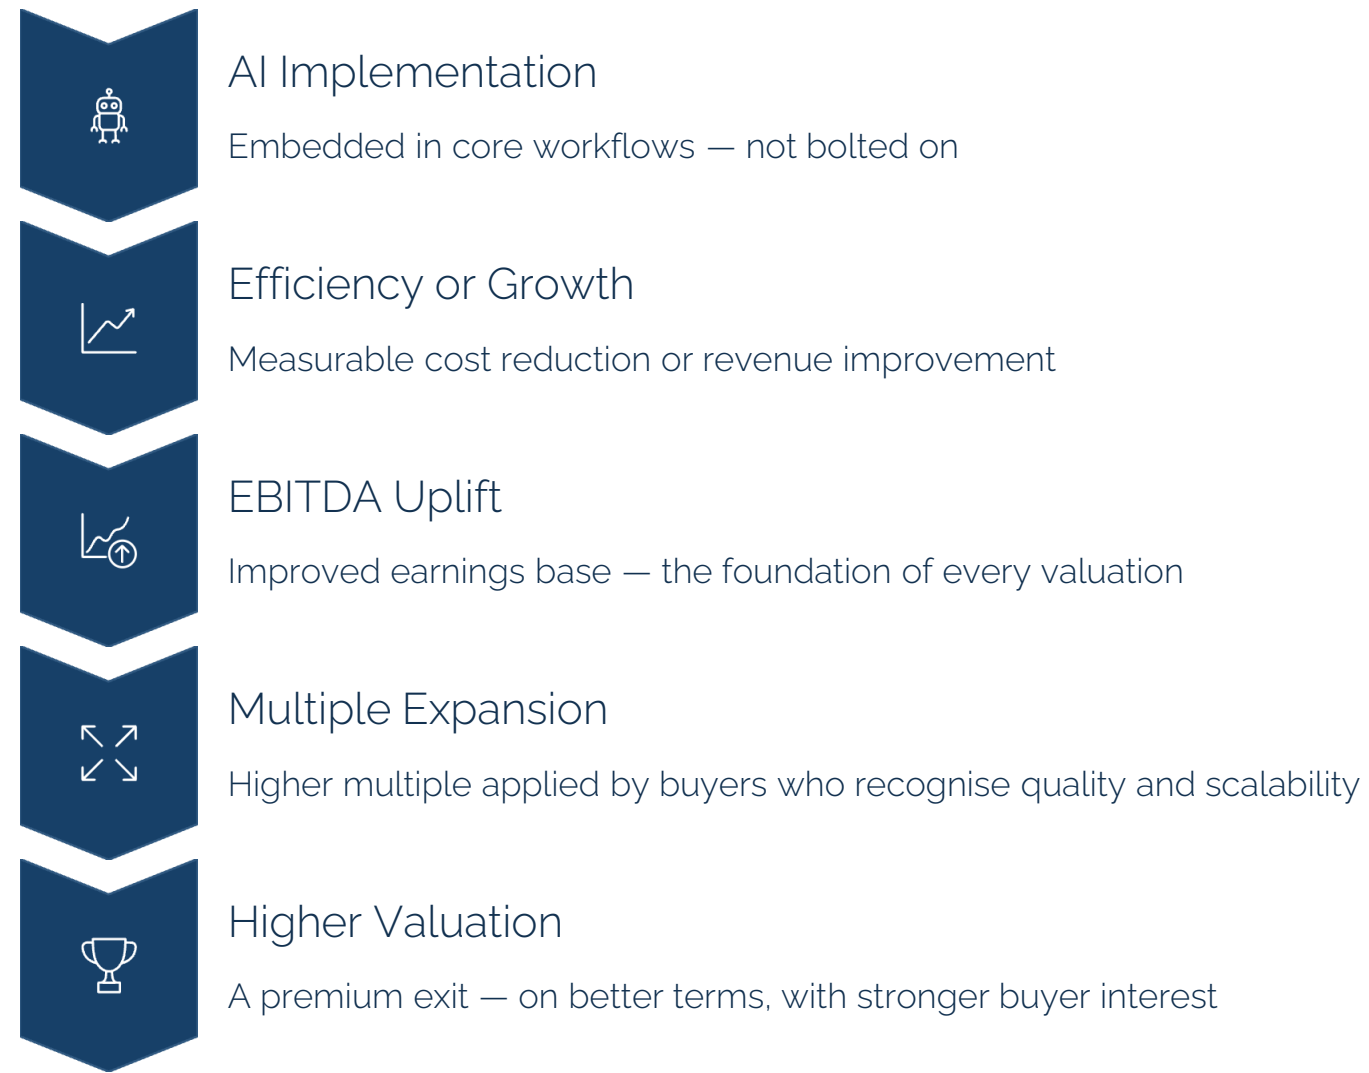 AI Implementation
Embedded in core workflows — not bolted on
Efficiency or Growth
Measurable cost reduction or revenue improvement
EBITDA Uplift
Improved earnings base — the foundation of every valuation
Multiple Expansion
Higher multiple applied by buyers who recognise quality and scalability
Higher Valuation
A premium exit — on better terms, with stronger buyer interest